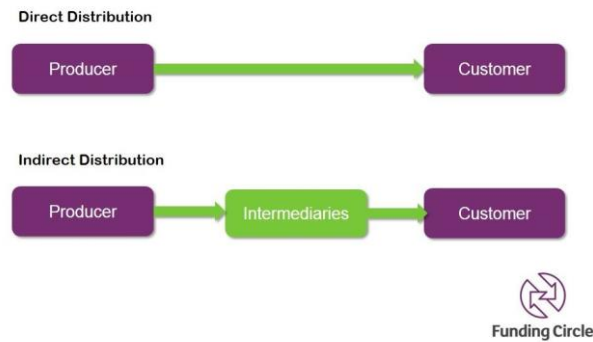 Direct Distribution
Producer
Customer
Indirect Distribution
Producer
Intermediaries
Customer
Funding Circle